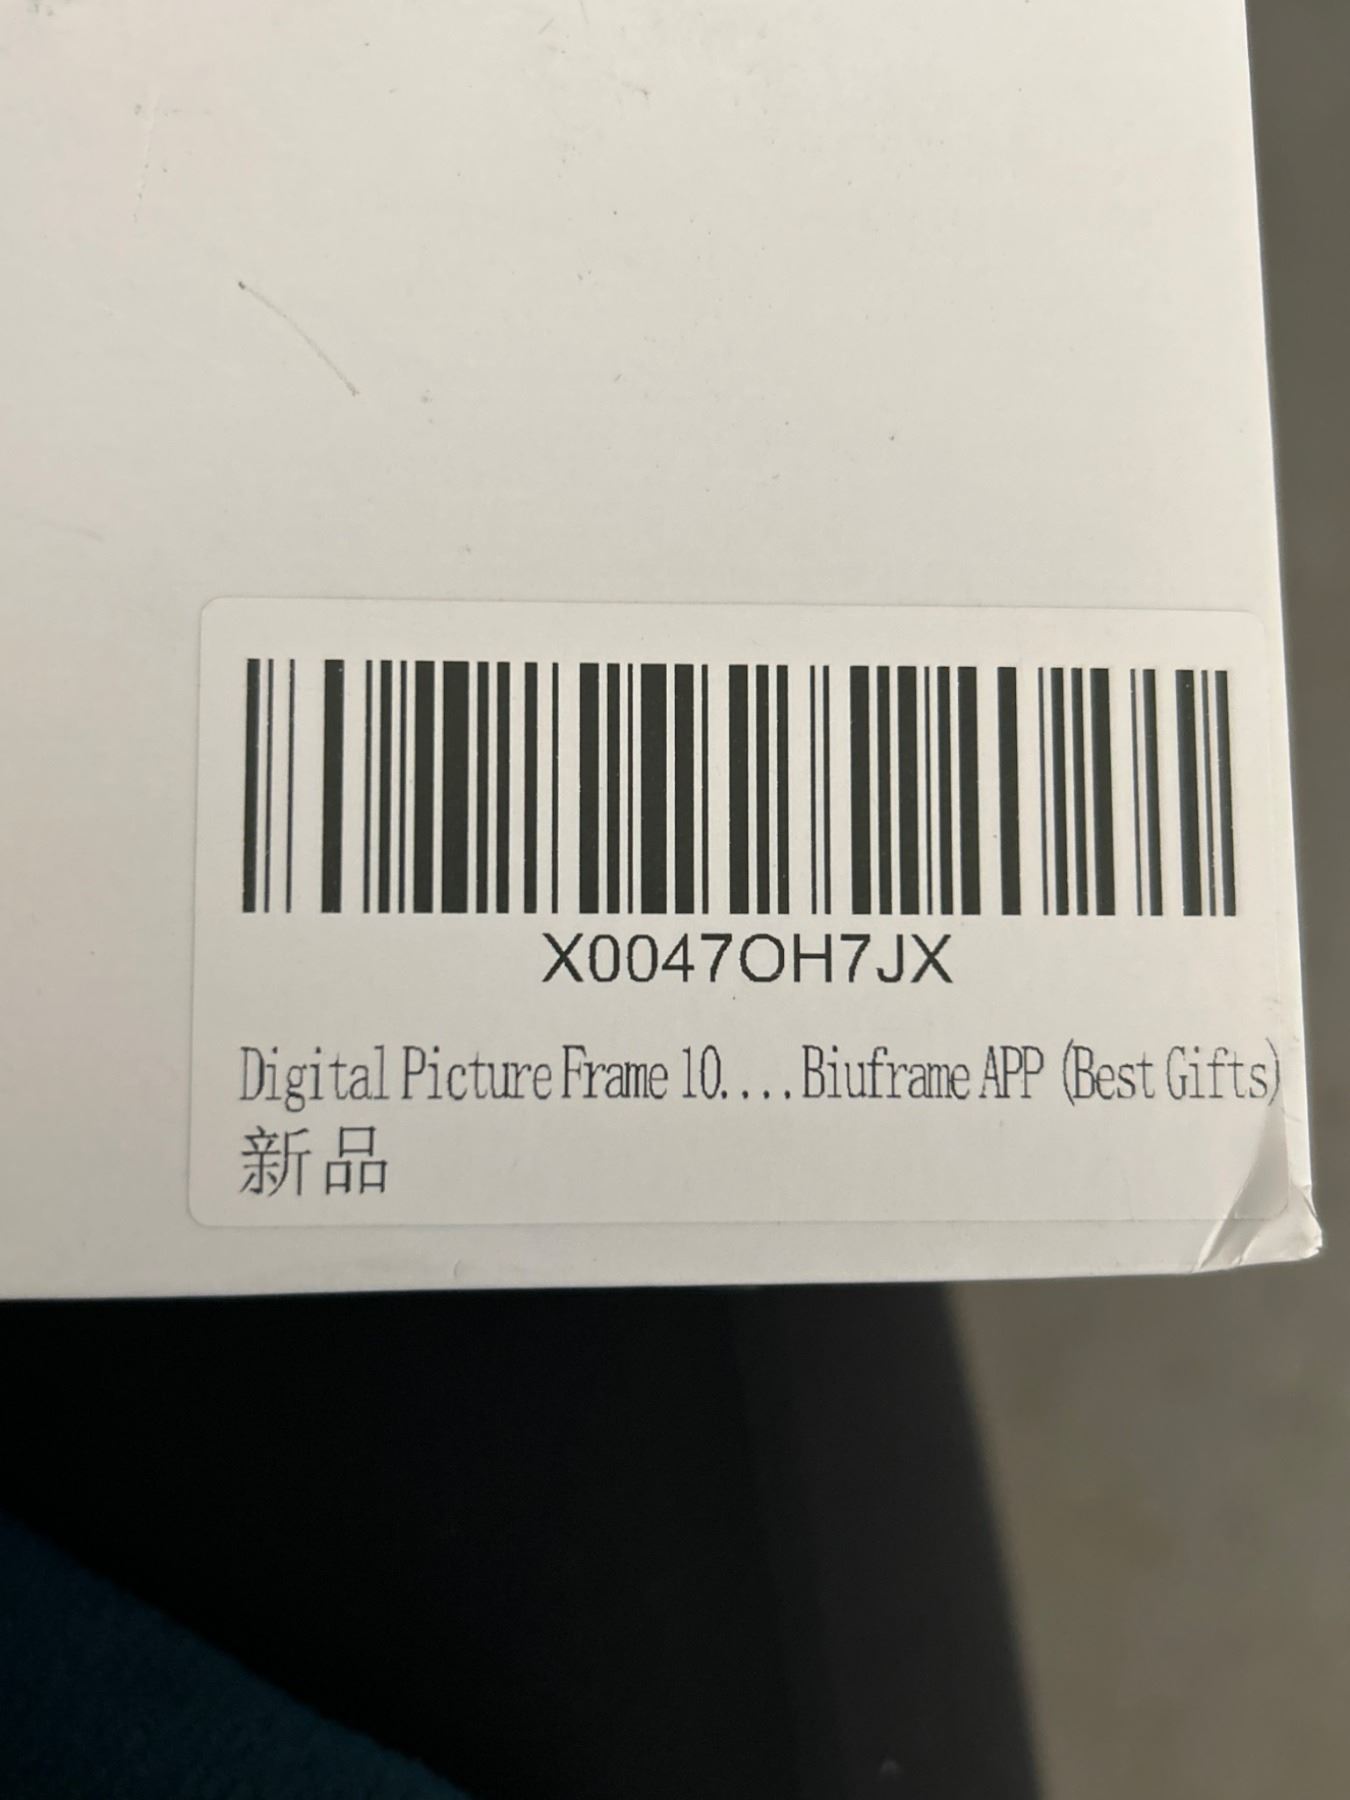 X0047OH7JX
Digital Picture Frame 10....Biuframe APP (Best Gifts)
新品